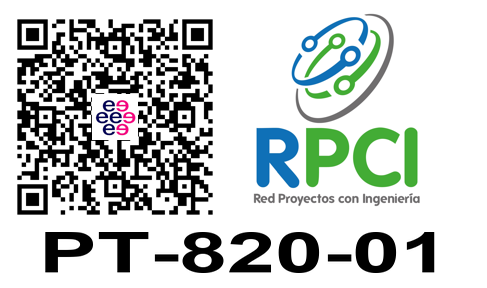 RPCI
Red Proyectos con Ingeniería
PT-820-01